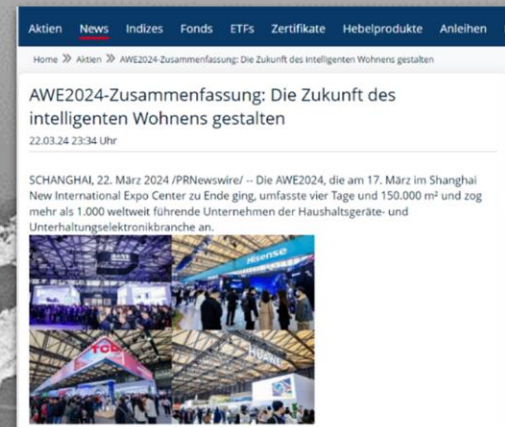 Aktien News Indizes Fonds ETFs Zertifikate Hebelprodukte Anleihen
Home >> Aktien >> AWE2024-Zusammenfassung: Die Zukunft des intelligenten Wohnens gestalten
AWE2024-Zusammenfassung: Die Zukunft des
intelligenten Wohnens gestalten
22.03.24 23:34 Uhr
SCHANGHAI, 22. März 2024 /PRNewswire/ -- Die AWE2024, die am 17. März im Shanghai
New International Expo Center zu Ende ging, umfasste vier Tage und 150.000 m² und zog
mehr als 1.000 weltweit führende Unternehmen der Haushaltsgeräte- und
Unterhaltungselektronikbranche an.
Hisense
TCL
HUAWEI